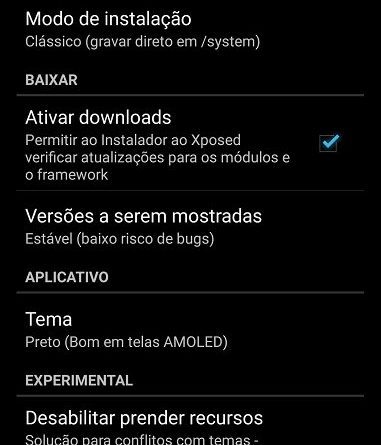 Modo de instalação
Clássico (gravar direto em /system)
BAIXAR
Ativar downloads
Permitir ao Instalador ao Xposed
verificar atualizações para os módulos e
o framework
Versões a serem mostradas
Estável (baixo risco de bugs)
APLICATIVO
Tema
Preto (Bom em telas AMOLED)
EXPERIMENTAL
Desabilitar prender recursos
Solução para conflitos com temas -